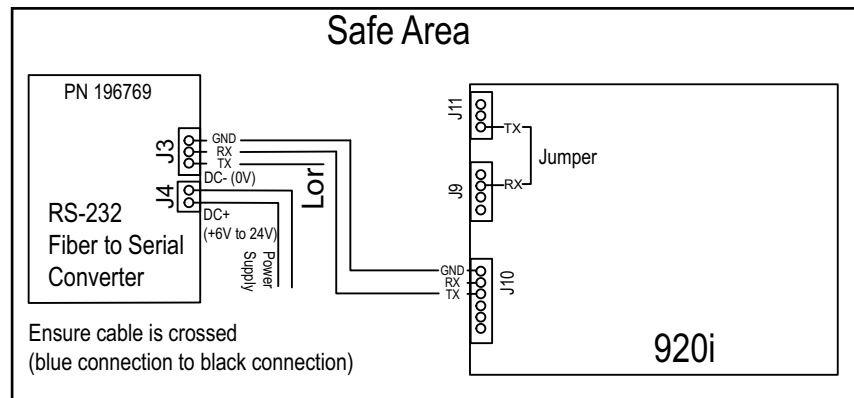 Safe Area
PN 196769
J3
GND
RX
TX
J4
DC- (0V)
DC+
(+6V to 24V)
Power
Supply
Lor
RS-232
Fiber to Serial
Converter
J11
TX
Jumper
J9
RX
GND
RX
TX
J10
920i
Ensure cable is crossed
(blue connection to black connection)